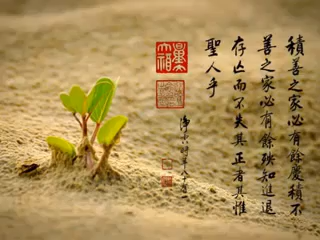 積善之家必有餘慶積不
善之家必有餘殃知進退
存亡而不失其正者其惟
聖人乎